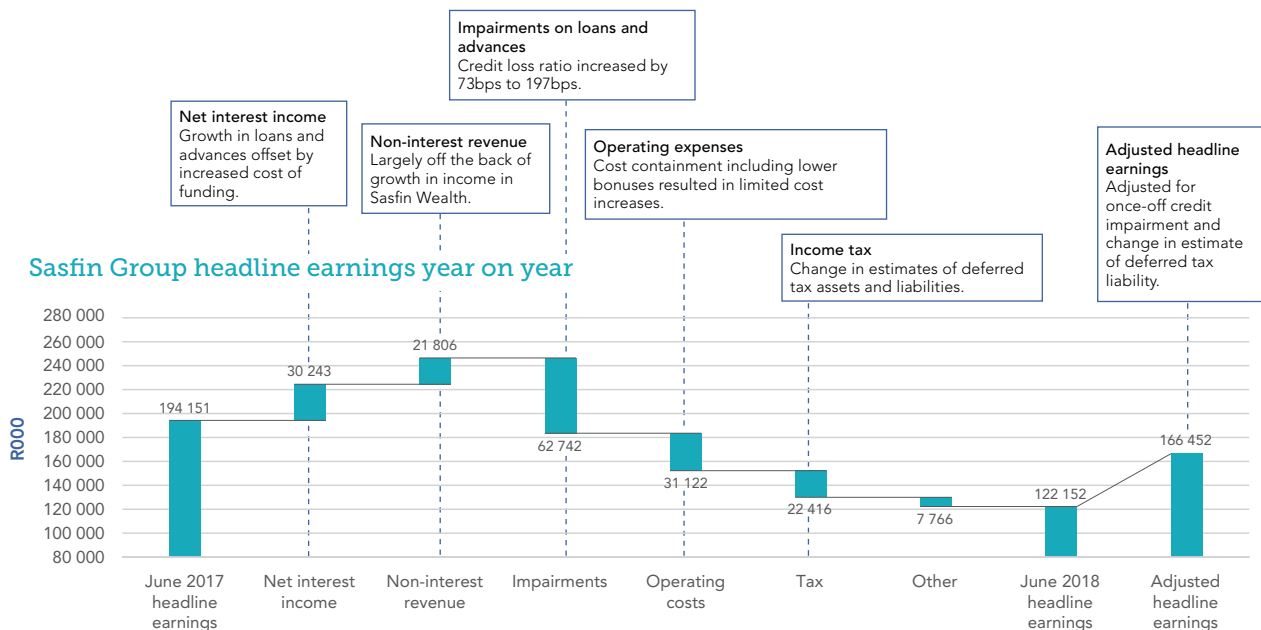 Impairments on loans and
advances
Credit loss ratio increased by
73bps to 197bps.
Net interest income
Growth in loans and
advances offset by
increased cost of
funding.
Non-interest revenue
Largely off the back of
growth in income in
Sasfin Wealth.
Operating expenses
Cost containment including lower
bonuses resulted in limited cost
increases.
Income tax
Change in estimates of deferred
tax assets and liabilities.
Adjusted headline
earnings
Adjusted for
once-off credit
impairment and
change in estimate
of deferred tax
liability.
Sasfin Group headline earnings year on year
R000
280 000
260 000
240 000
220 000
200 000
180 000
160 000
140 000
120 000
100 000
80 000
194 151
30 243
21 806
62 742
31 122
22 416
7 766
122 152
166 452
June 2017
headline
earnings
Net interest
income
Non-interest
revenue
Impairments
Operating
costs
Tax
Other
June 2018
headline
earnings
Adjusted
headline
earnings